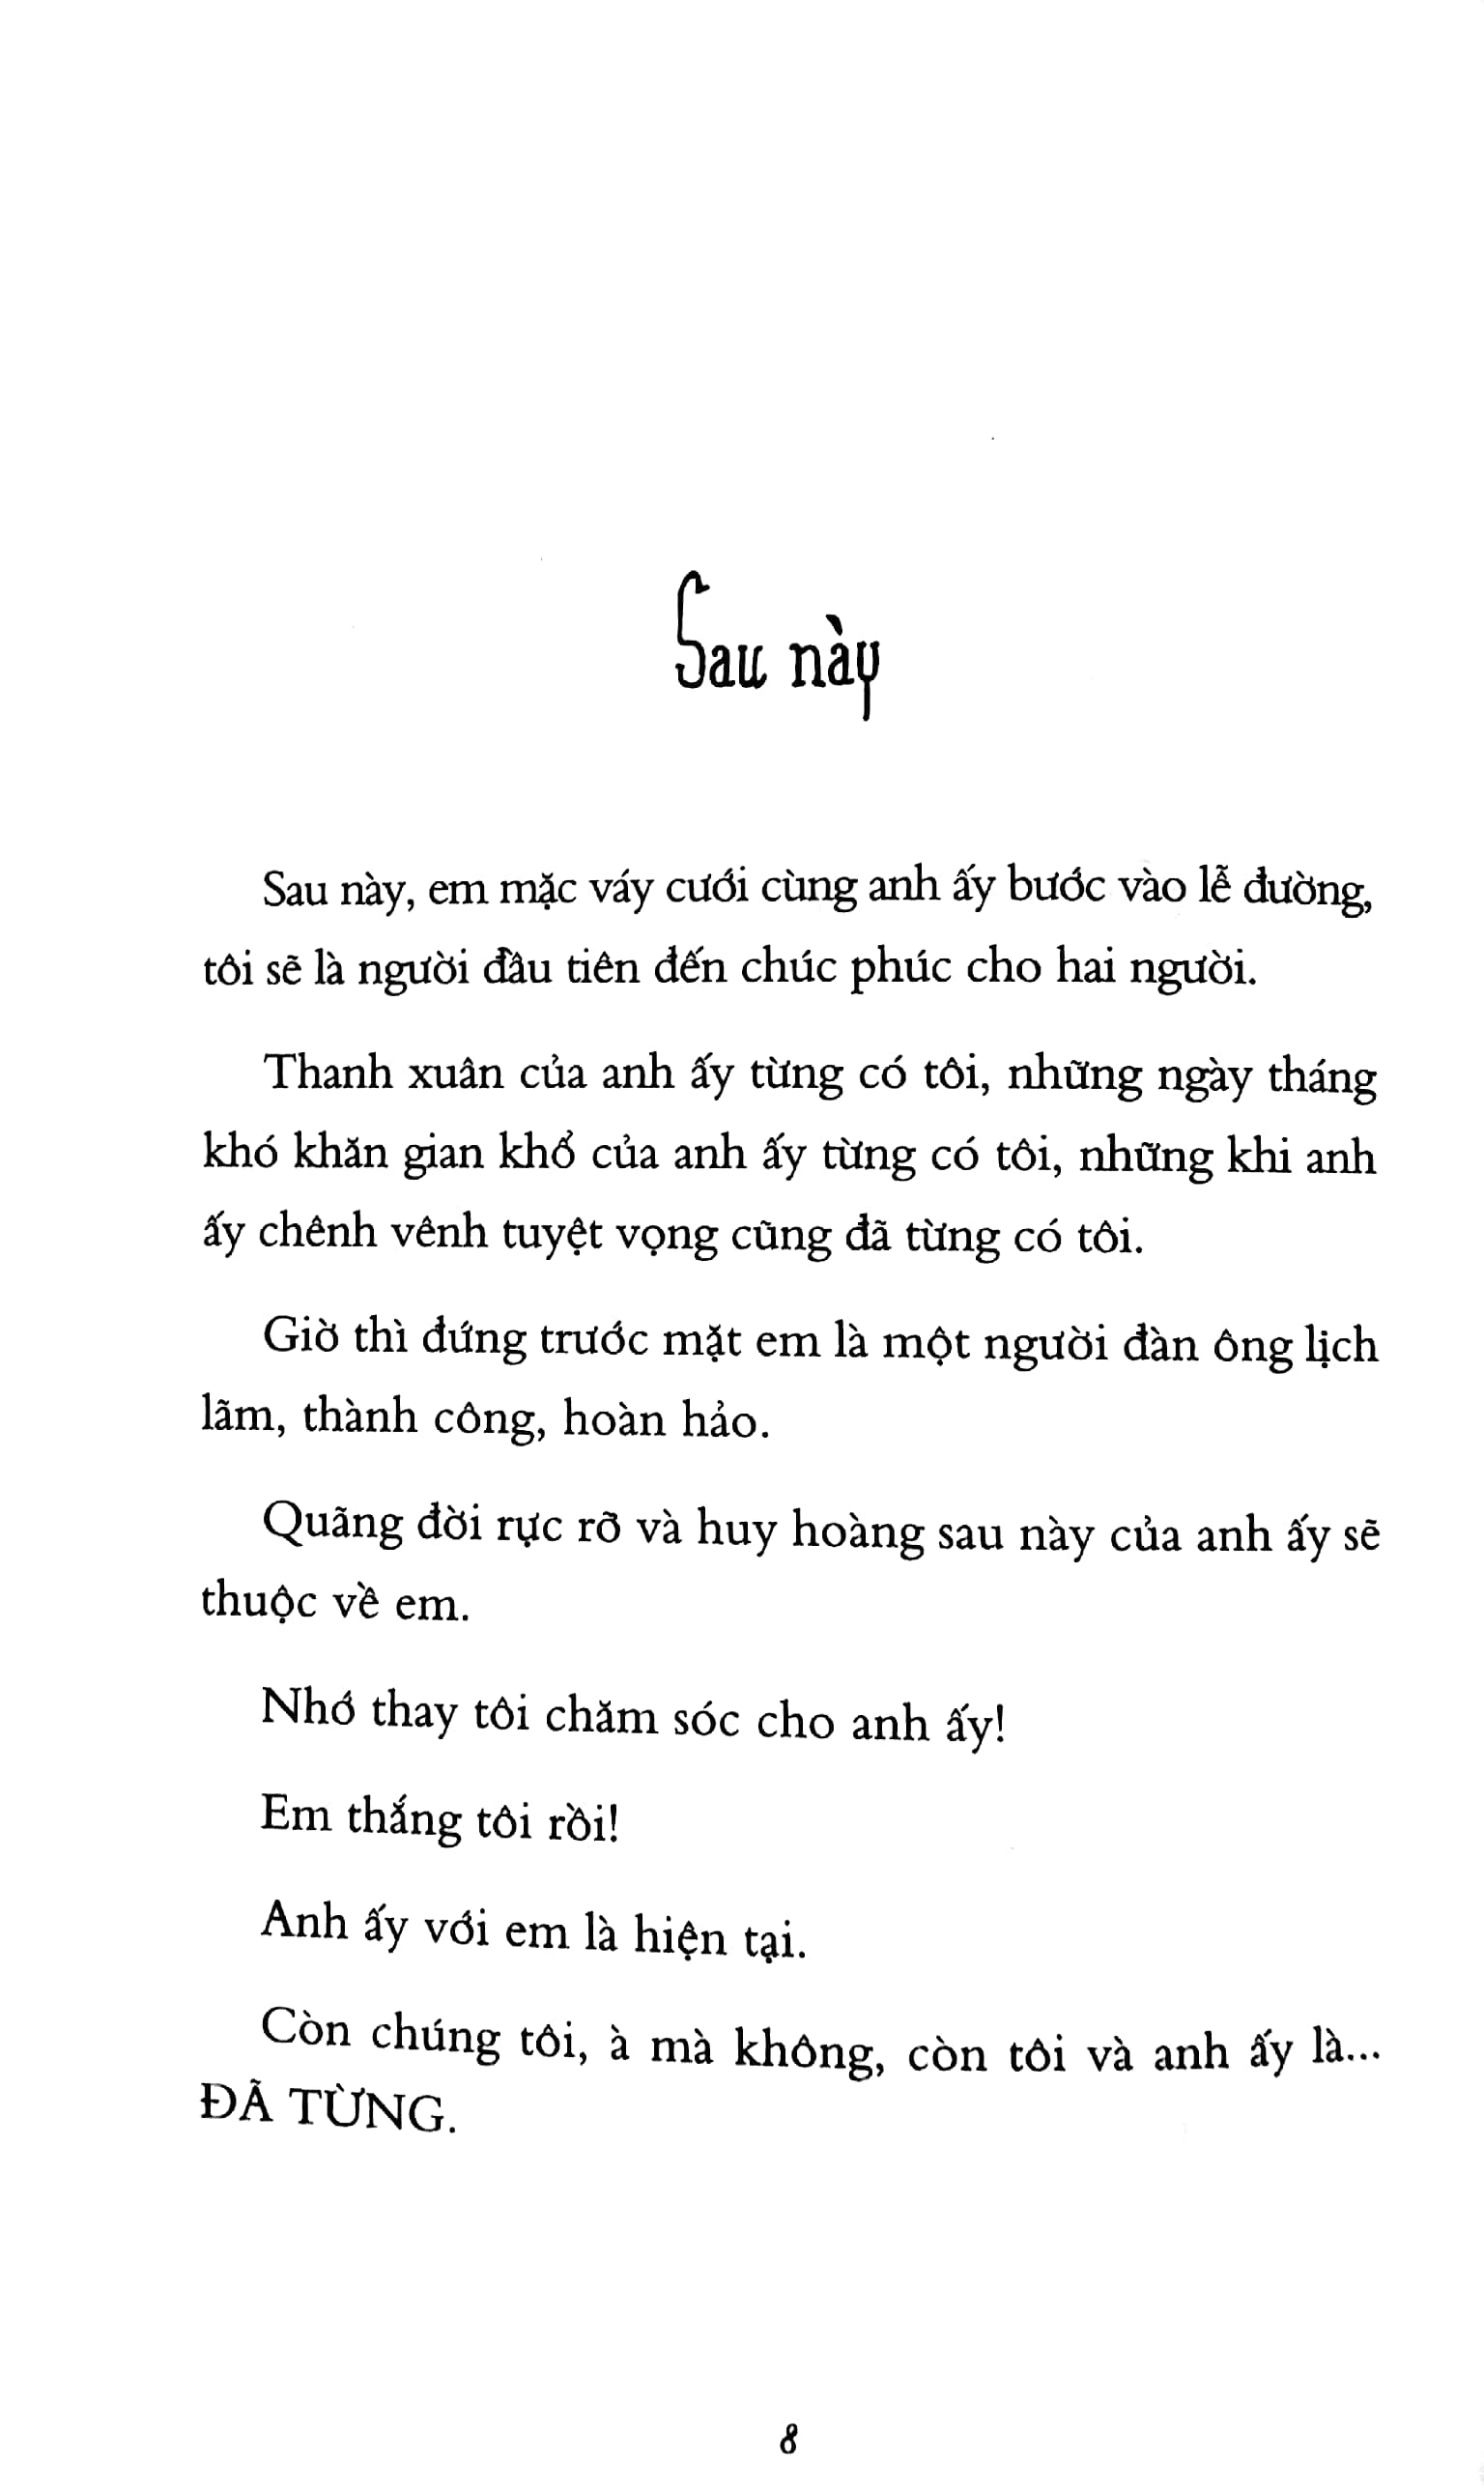 Sau này
Sau này, em mặc váy cưới cùng anh ấy bước vào lễ đường,
tôi sẽ là người đầu tiên đến chúc phúc cho hai người.
Thanh xuân của anh ấy từng có tôi, những ngày tháng
khó khăn gian khổ của anh ấy từng có tôi, những khi anh
ấy chênh vênh tuyệt vọng cũng đã từng có tôi.
Giờ thì đứng trước mặt em là một người đàn ông lịch
lãm, thành công, hoàn hảo.
Quãng đời rực rỡ và huy hoàng sau này của anh ấy sẽ
thuộc về em.
Nhớ thay tôi chăm sóc cho anh ấy!
Em thắng tôi rồi!
Anh ấy với em là hiện tại.
Còn chúng tôi, à mà không, còn tôi và anh ấy là...
ĐÃ TỪNG.
8